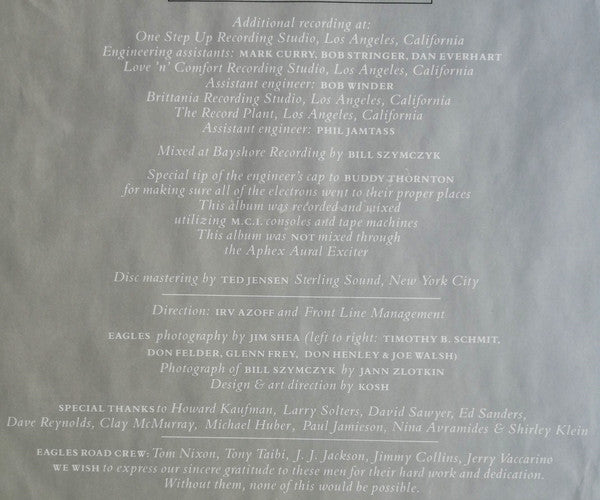 Additional recording at:
One Step Up Recording Studio, Los Angeles, California
Engineering assistants: MARK CURRY, BOB STRINGER, DAN EVERHART
Love 'n' Comfort Recording Studio, Los Angeles, California
Assistant engineer: BOB WINDER
Brittania Recording Studio, Los Angeles, California
The Record Plant, Los Angeles, California
Assistant engineer: PHIL JAMTASS
Mixed at Bayshore Recording by BILL SZYMCZYK
Special tip of the engineer's cap to BUDDY THORNTON
for making sure all of the electrons went to their proper places
This album was recorded and mixed
utilizing M.C.I. consoles and tape machines
This album was NOT mixed through
the Aphex Aural Exciter
Disc mastering by TED JENSEN Sterling Sound, New York City
Direction: IRV AZOFF and Front Line Management
EAGLES photography by JIM SHEA (left to right: TIMOTHY B. SCHMIT,
DON FELDER, GLENN FREY, DON HENLEY & JOE WALSH)
Photograph of BILL SZYMCZYK by JANN ZLOTKIN
Design & art direction by KOSH
SPECIAL THANKS to Howard Kaufman, Larry Solters, David Sawyer, Ed Sanders,
Dave Reynolds, Clay McMurray, Michael Huber, Paul Jamieson, Nina Avramides & Shirley Klein
EAGLES ROAD CREW: Tom Nixon, Tony Taibi, J. J. Jackson, Jimmy Collins, Jerry Vaccarino
WE WISH to express our sincere gratitude to these men for their hard work and dedication.
Without them, none of this would be possible.